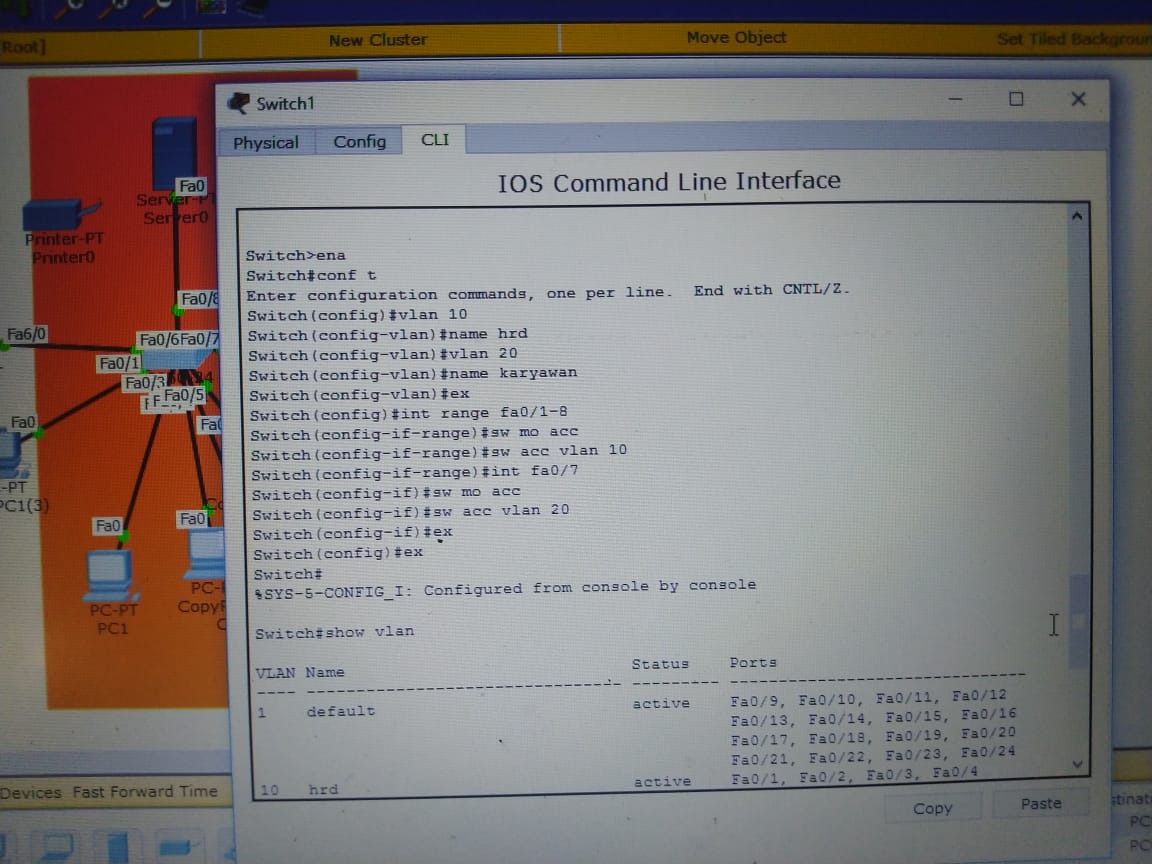 Root]
New Cluster
Move Object
Set Tiled Backgroun
Switch1
Physical
Config
CLI
IOS Command Line Interface
Switch>ena
Switch#conf t
Enter configuration commands, one per line.  End with CNTL/Z.
Switch(config)#vlan 10
Switch(config-vlan)#name hrd
Switch(config-vlan)#vlan 20
Switch(config-vlan)#name karyawan
Switch(config-vlan)#ex
Switch(config)#int range fa0/1-8
Switch(config-if-range)#sw mo acc
Switch(config-if-range)#sw acc vlan 10
Switch(config-if-range)#int fa0/7
Switch(config-if)#sw mo acc
Switch(config-if)#sw acc vlan 20
Switch(config-if)#ex
Switch(config)#ex
Switch#
%SYS-5-CONFIG_I: Configured from console by console
Switch#show vlan
VLAN Name Status Ports
---- -------------------------------- --------- -------------------------------
1 default active Fa0/9, Fa0/10, Fa0/11, Fa0/12
Fa0/13, Fa0/14, Fa0/15, Fa0/16
Fa0/17, Fa0/18, Fa0/19, Fa0/20
Fa0/21, Fa0/22, Fa0/23, Fa0/24
10 hrd active Fa0/1, Fa0/2, Fa0/3, Fa0/4
Copy
Paste
Fa0
Server-PT
Server0
Printer-PT
Printer0
Fa0/8
Fa6/0
Fa0/6
Fa0/7
Fa0/1
Fa0/3
Fa0/5
Fa0
Fa0
-PT
PC1(3)
Fa0
Fa0
PC-PT
PC1
PC-
CopyP
Devices
Fast Forward Time
stinat
PC
PC